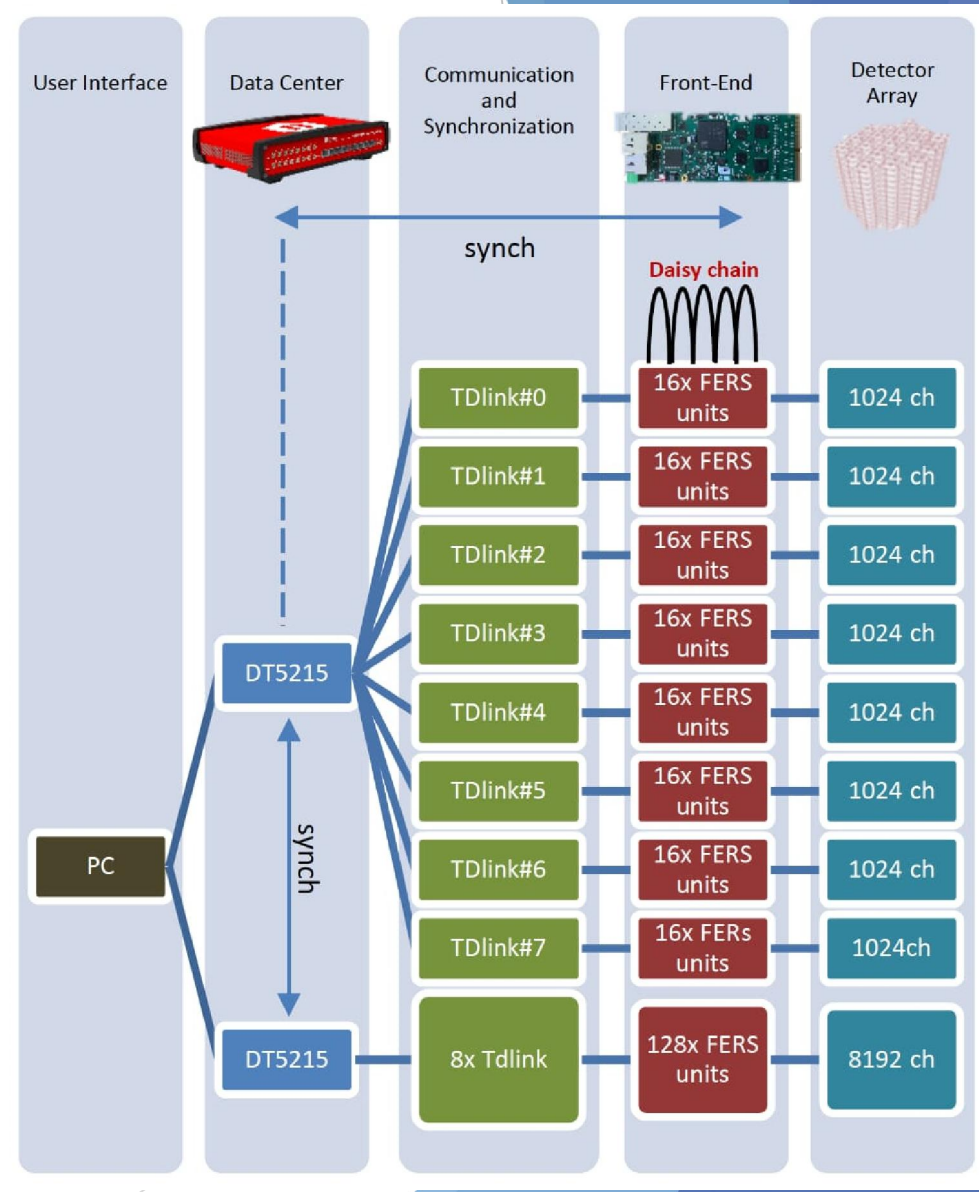 User Interface
Data Center
Communication
and
Synchronization
Front-End
Detector
Array
synch
Daisy chain
TDlink#0
16x FERS
units
1024 ch
TDlink#1
16x FERS
units
1024 ch
TDlink#2
16x FERS
units
1024 ch
TDlink#3
16x FERS
units
1024 ch
DT5215
TDlink#4
16x FERS
units
1024 ch
TDlink#5
16x FERS
units
1024 ch
synch
PC
TDlink#6
16x FERS
units
1024 ch
TDlink#7
16x FERs
units
1024ch
DT5215
8x Tdlink
128x FERS
units
8192 ch